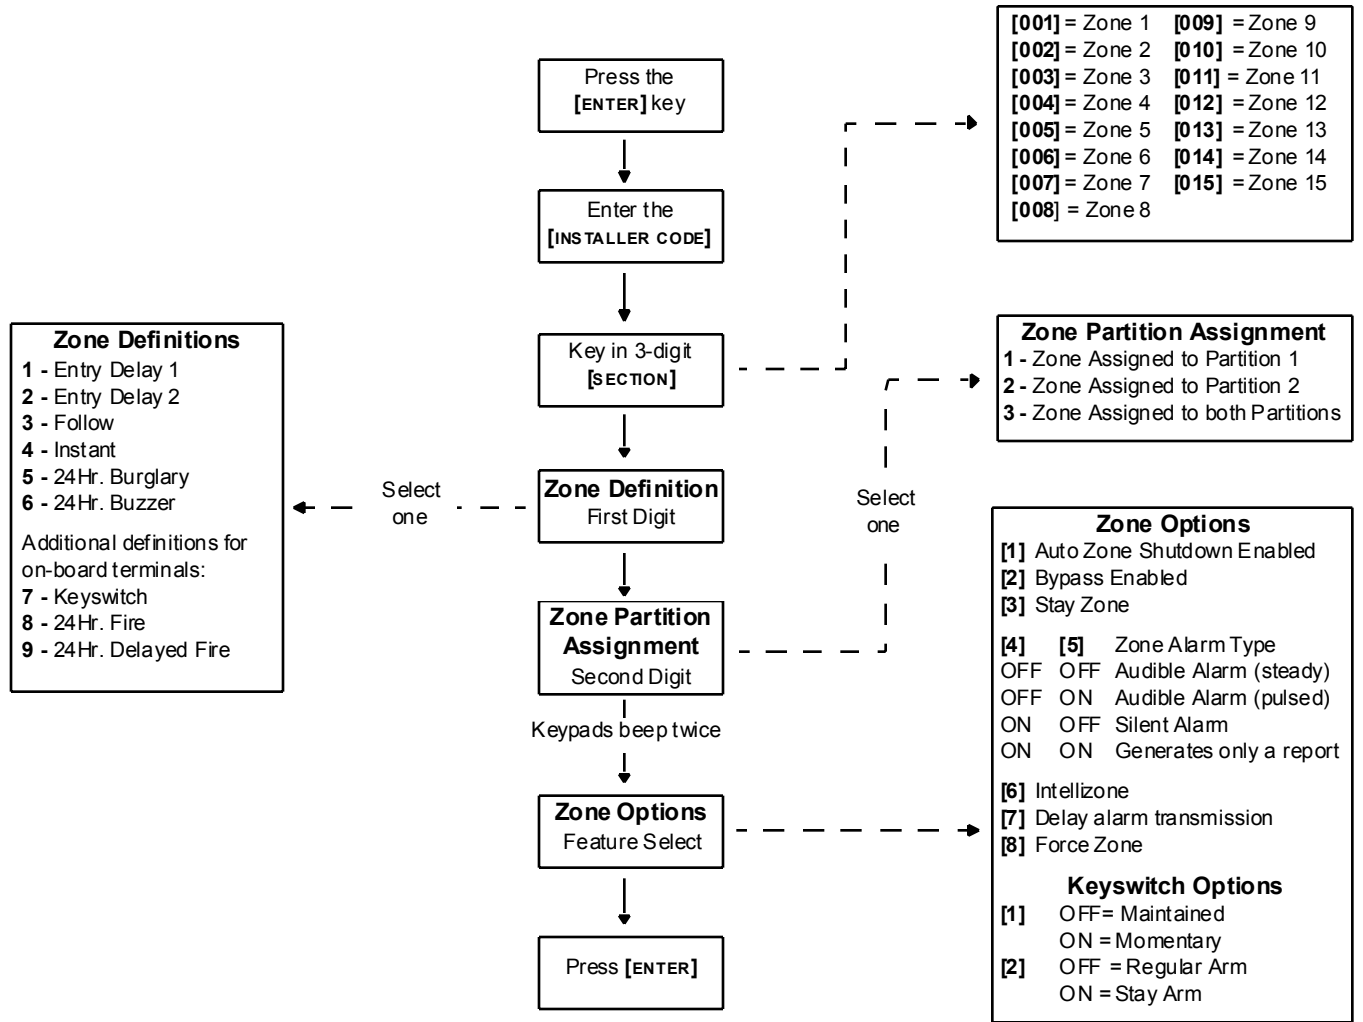 Press the
[ENTER] key
Enter the
[INSTALLER CODE]
Key in 3-digit
[SECTION]
Zone Definition
First Digit
Zone Partition
Assignment
Second Digit
Keypads beep twice
Zone Options
Feature Select
Press [ENTER]
Select
one
Zone Definitions
1 - Entry Delay 1
2 - Entry Delay 2
3 - Follow
4 - Instant
5 - 24Hr. Burglary
6 - 24Hr. Buzzer
Additional definitions for
on-board terminals:
7 - Keyswitch
8 - 24Hr. Fire
9 - 24Hr. Delayed Fire
[001] = Zone 1 [009] = Zone 9
[002] = Zone 2 [010] = Zone 10
[003] = Zone 3 [011] = Zone 11
[004] = Zone 4 [012] = Zone 12
[005] = Zone 5 [013] = Zone 13
[006] = Zone 6 [014] = Zone 14
[007] = Zone 7 [015] = Zone 15
[008] = Zone 8
Select
one
Zone Partition Assignment
1 - Zone Assigned to Partition 1
2 - Zone Assigned to Partition 2
3 - Zone Assigned to both Partitions
Zone Options
[1] Auto Zone Shutdown Enabled
[2] Bypass Enabled
[3] Stay Zone
[4] [5] Zone Alarm Type
OFF OFF Audible Alarm (steady)
OFF ON Audible Alarm (pulsed)
ON OFF Silent Alarm
ON ON Generates only a report
[6] Intellizone
[7] Delay alarm transmission
[8] Force Zone
Keyswitch Options
[1] OFF= Maintained
ON = Momentary
[2] OFF = Regular Arm
ON = Stay Arm